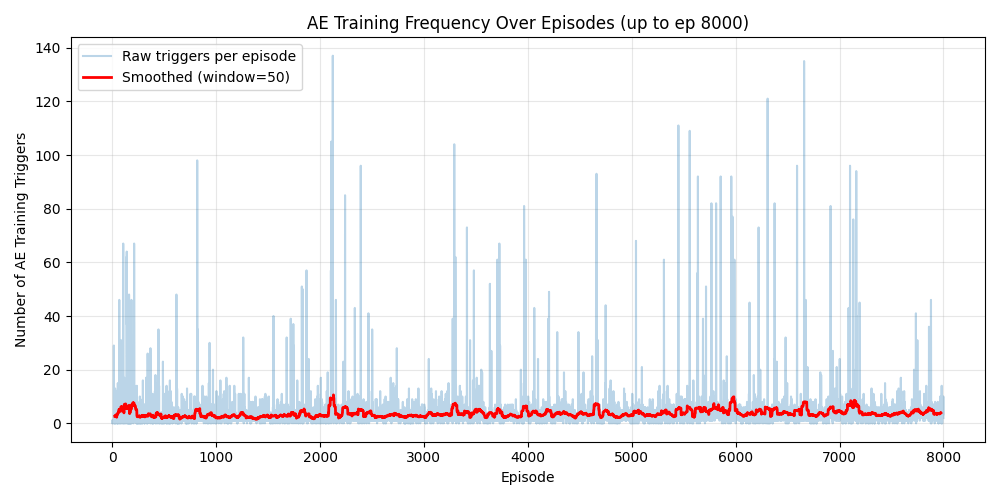 AE Training Frequency Over Episodes (up to ep 8000)
Raw triggers per episode
Smoothed (window=50)
Number of AE Training Triggers
140
120
100
80
60
40
20
0
0 1000 2000 3000 4000 5000 6000 7000 8000
Episode